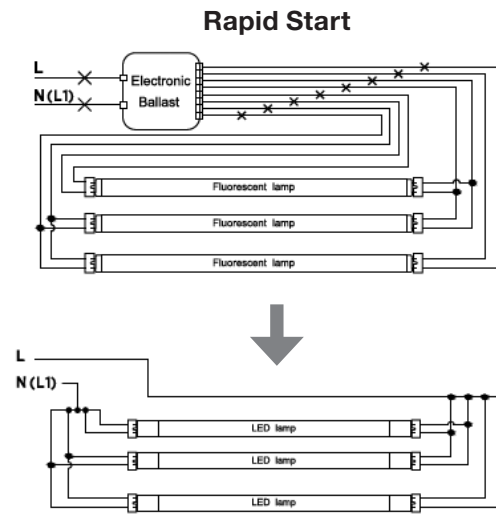 Rapid Start
L
Electronic
N(L1)
Ballast
Fluorescent lamp
Fluorescent lamp
Fluorescent lamp
L
N(L1)
LED lamp
LED lamp
LED lamp